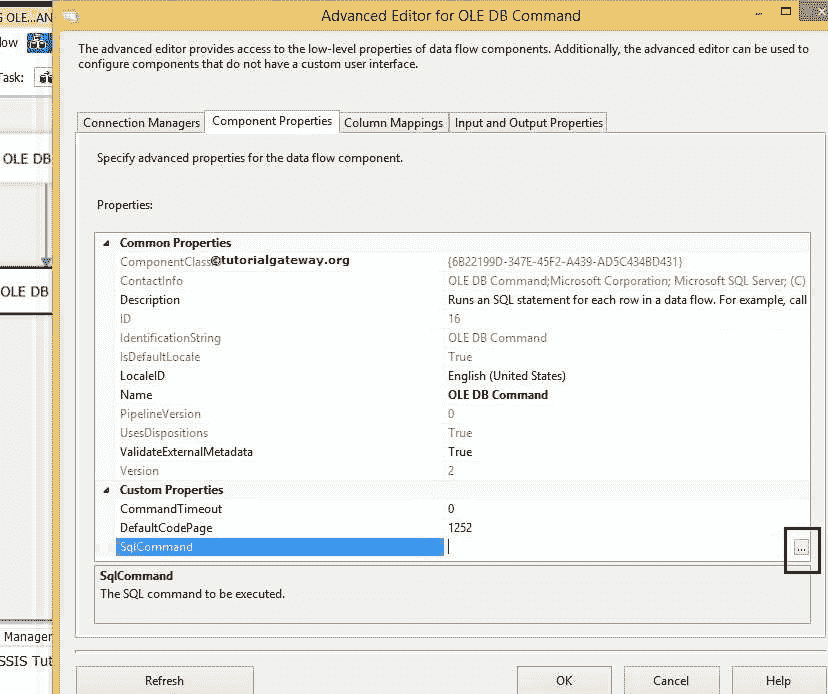 OLE...AN
Advanced Editor for OLE DB Command
low
The advanced editor provides access to the low-level properties of data flow components. Additionally, the advanced editor can be used to
configure components that do not have a custom user interface.
Task:
Connection Managers Component Properties Column Mappings Input and Output Properties
OLE DB
Specify advanced properties for the data flow component.
Properties:
Common Properties
ComponentClass ©tutorialgateway.org {6B22199D-347E-45F2-A439-AD5C434BD431}
ContactInfo OLE DB Command;Microsoft Corporation; Microsoft SQL Server; (C)
OLE DB
Description Runs an SQL statement for each row in a data flow. For example, call
ID 16
IdentificationString OLE DB Command
IsDefaultLocale True
LocaleID English (United States)
Name OLE DB Command
PipelineVersion 0
UsesDispositions True
ValidateExternalMetadata True
Version 2
Custom Properties
CommandTimeout 0
DefaultCodePage 1252
SqlCommand ...
SqlCommand
The SQL command to be executed.
Manager
SSIS Tut
Refresh OK Cancel Help